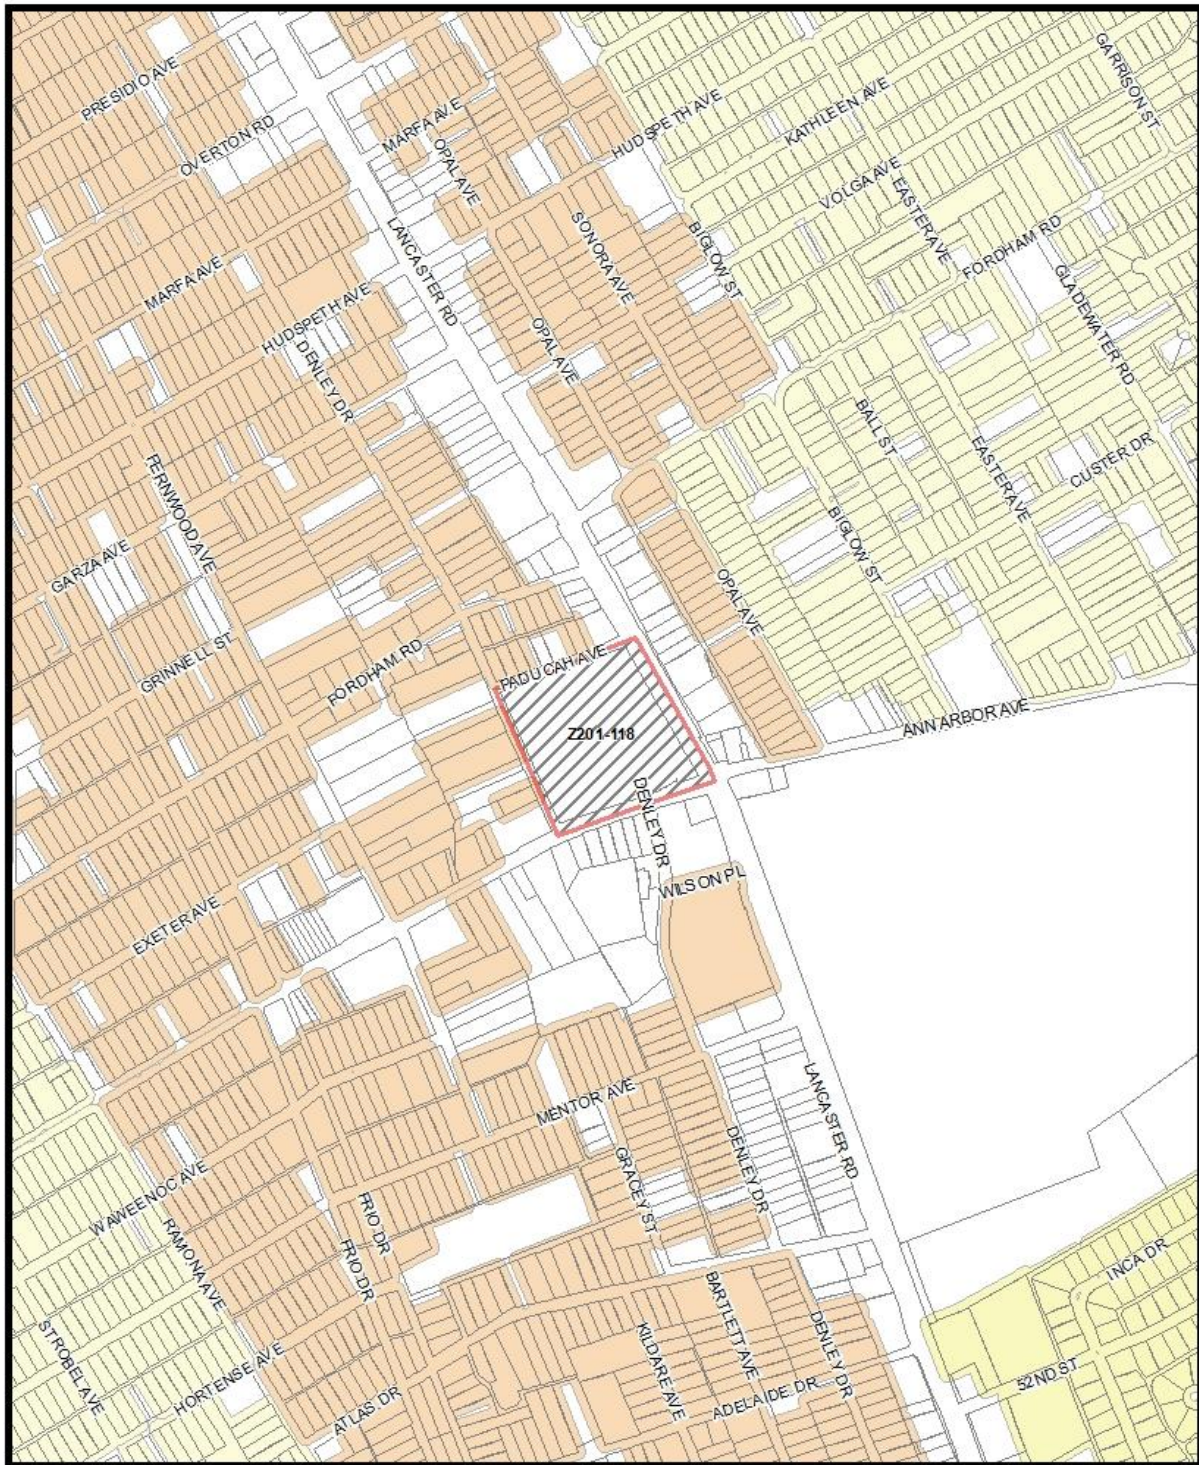 PRESIDIO AVE
OVERTON RD
MARFA AVE
OPAL AVE
HUDSPETH AVE
KATHLEEN AVE
GARRISON ST
VOLGA AVE
EASTER AVE
FORDHAM RD
GLADEWATER RD
BIGLOW ST
SONORA AVE
LANCASTER RD
MARFA AVE
HUDSPETH AVE
DENLEY DR
OPAL AVE
BALL ST
EASTER AVE
CUSTER DR
FERNWOOD AVE
BIGLOW ST
GARZA AVE
OPAL AVE
GRINNELL ST
FORDHAM RD
PADUCAH AVE
Z201-118
ANN ARBOR AVE
DENLEY DR
WILSON PL
EXETER AVE
MENTOR AVE
LANCASTER RD
DENLEY DR
GRACEY ST
WAWEENOC AVE
RAMONA AVE
FRIO DR
FRIO DR
INCA DR
BARTLETT AVE
DENLEY DR
KILDARE AVE
STROBEL AVE
HORTENSE AVE
ATLAS DR
ADELAIDE DR
52ND ST